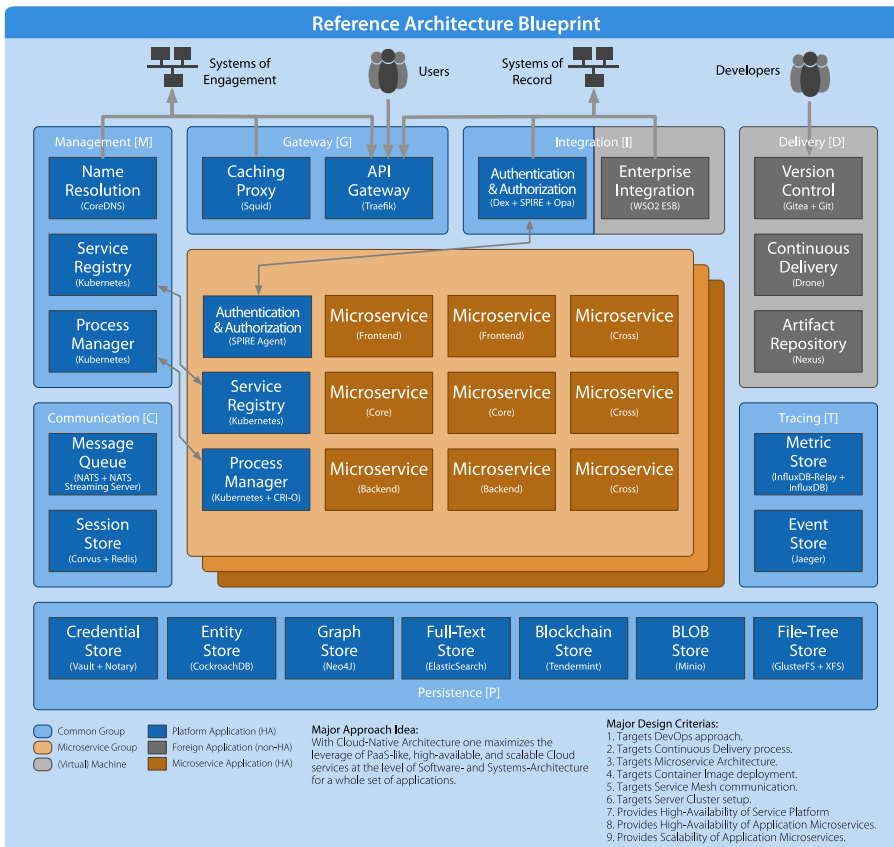 Reference Architecture Blueprint
Systems of
Engagement
Users
Systems of
Record
Developers
Management [M]
Name
Resolution
(CoreDNS)
Service
Registry
(Kubernetes)
Process
Manager
(Kubernetes)
Gateway [G]
Caching
Proxy
(Squid)
API
Gateway
(Traefik)
Integration [I]
Authentication
& Authorization
(Dex + SPIRE + Opa)
Enterprise
Integration
(WSO2 ESB)
Delivery [D]
Version
Control
(Gitea + Git)
Continuous
Delivery
(Drone)
Artifact
Repository
(Nexus)
Authentication
& Authorization
(SPIRE Agent)
Microservice
(Frontend)
Microservice
(Frontend)
Microservice
(Cross)
Service
Registry
(Kubernetes)
Microservice
(Core)
Microservice
(Core)
Microservice
(Cross)
Process
Manager
(Kubernetes + CRI-O)
Microservice
(Backend)
Microservice
(Backend)
Microservice
(Cross)
Communication [C]
Message
Queue
(NATS + NATS
Streaming Server)
Session
Store
(Corvus + Redis)
Tracing [T]
Metric
Store
(InfluxDB-Relay +
InfluxDB)
Event
Store
(Jaeger)
Credential
Store
(Vault + Notary)
Entity
Store
(CockroachDB)
Graph
Store
(Neo4J)
Full-Text
Store
(ElasticSearch)
Blockchain
Store
(Tendermint)
BLOB
Store
(Minio)
File-Tree
Store
(GlusterFS + XFS)
Persistence [P]
Common Group
Microservice Group
(Virtual) Machine
Platform Application (HA)
Foreign Application (non-HA)
Microservice Application (HA)
Major Approach Idea:
With Cloud-Native Architecture one maximizes the
leverage of PaaS-like, high-available, and scalable Cloud
services at the level of Software- and Systems-Architecture
for a whole set of applications.
Major Design Criterias:
1. Targets DevOps approach.
2. Targets Continuous Delivery process.
3. Targets Microservice Architecture.
4. Targets Container Image deployment.
5. Targets Service Mesh communication.
6. Targets Server Cluster setup.
7. Provides High-Availability of Service Platform
8. Provides High-Availability of Application Microservices.
9. Provides Scalability of Application Microservices.